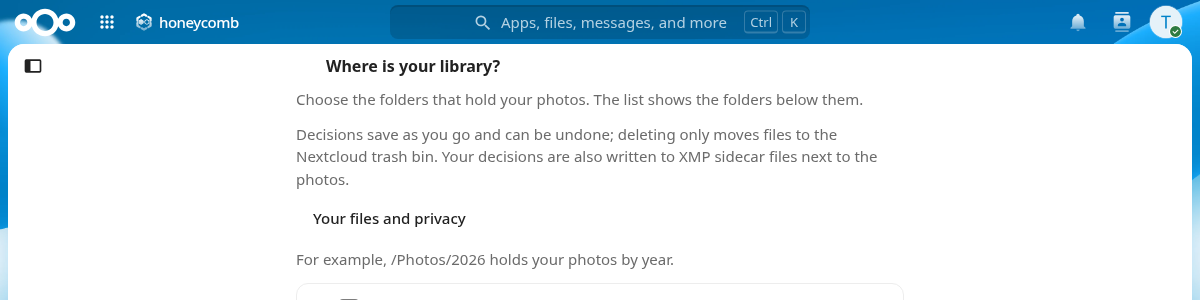 honeycomb
Apps, files, messages, and more
Ctrl
K
T
Where is your library?
Choose the folders that hold your photos. The list shows the folders below them.
Decisions save as you go and can be undone; deleting only moves files to the
Nextcloud trash bin. Your decisions are also written to XMP sidecar files next to the
photos.
Your files and privacy
For example, /Photos/2026 holds your photos by year.